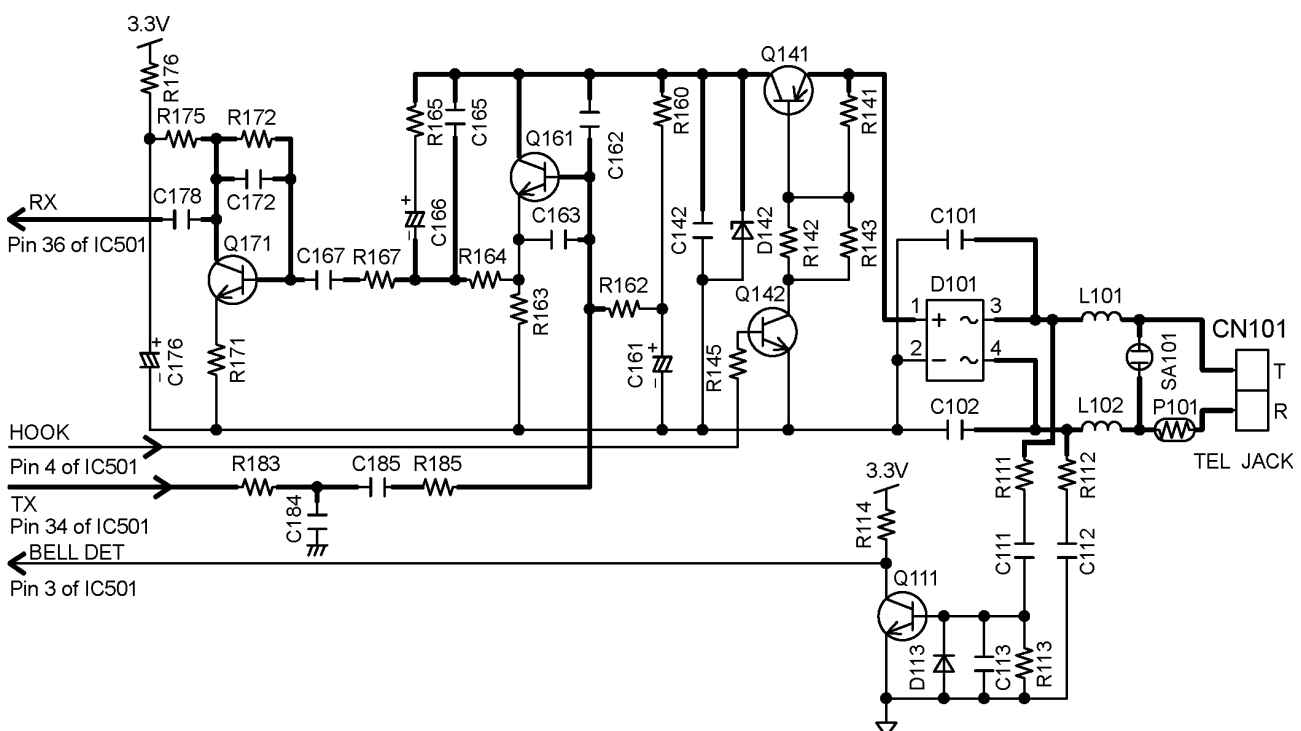 3.3V
R176
R175
R172
C172
C178
RX
Pin 36 of IC501
Q171
C167
R167
R171
C176
R165
C165
C166
Q161
C162
C163
R164
R163
R162
R160
C161
C142
D142
Q141
R141
R142
R143
Q142
R145
C101
D101
1
+
~
3
2
−
~
4
C102
L101
L102
SA101
P101
CN101
T
R
TEL JACK
HOOK
Pin 4 of IC501
R183
C185
R185
TX
Pin 34 of IC501
C184
BELL DET
Pin 3 of IC501
3.3V
R114
R111
R112
C111
C112
Q111
D113
C113
R113